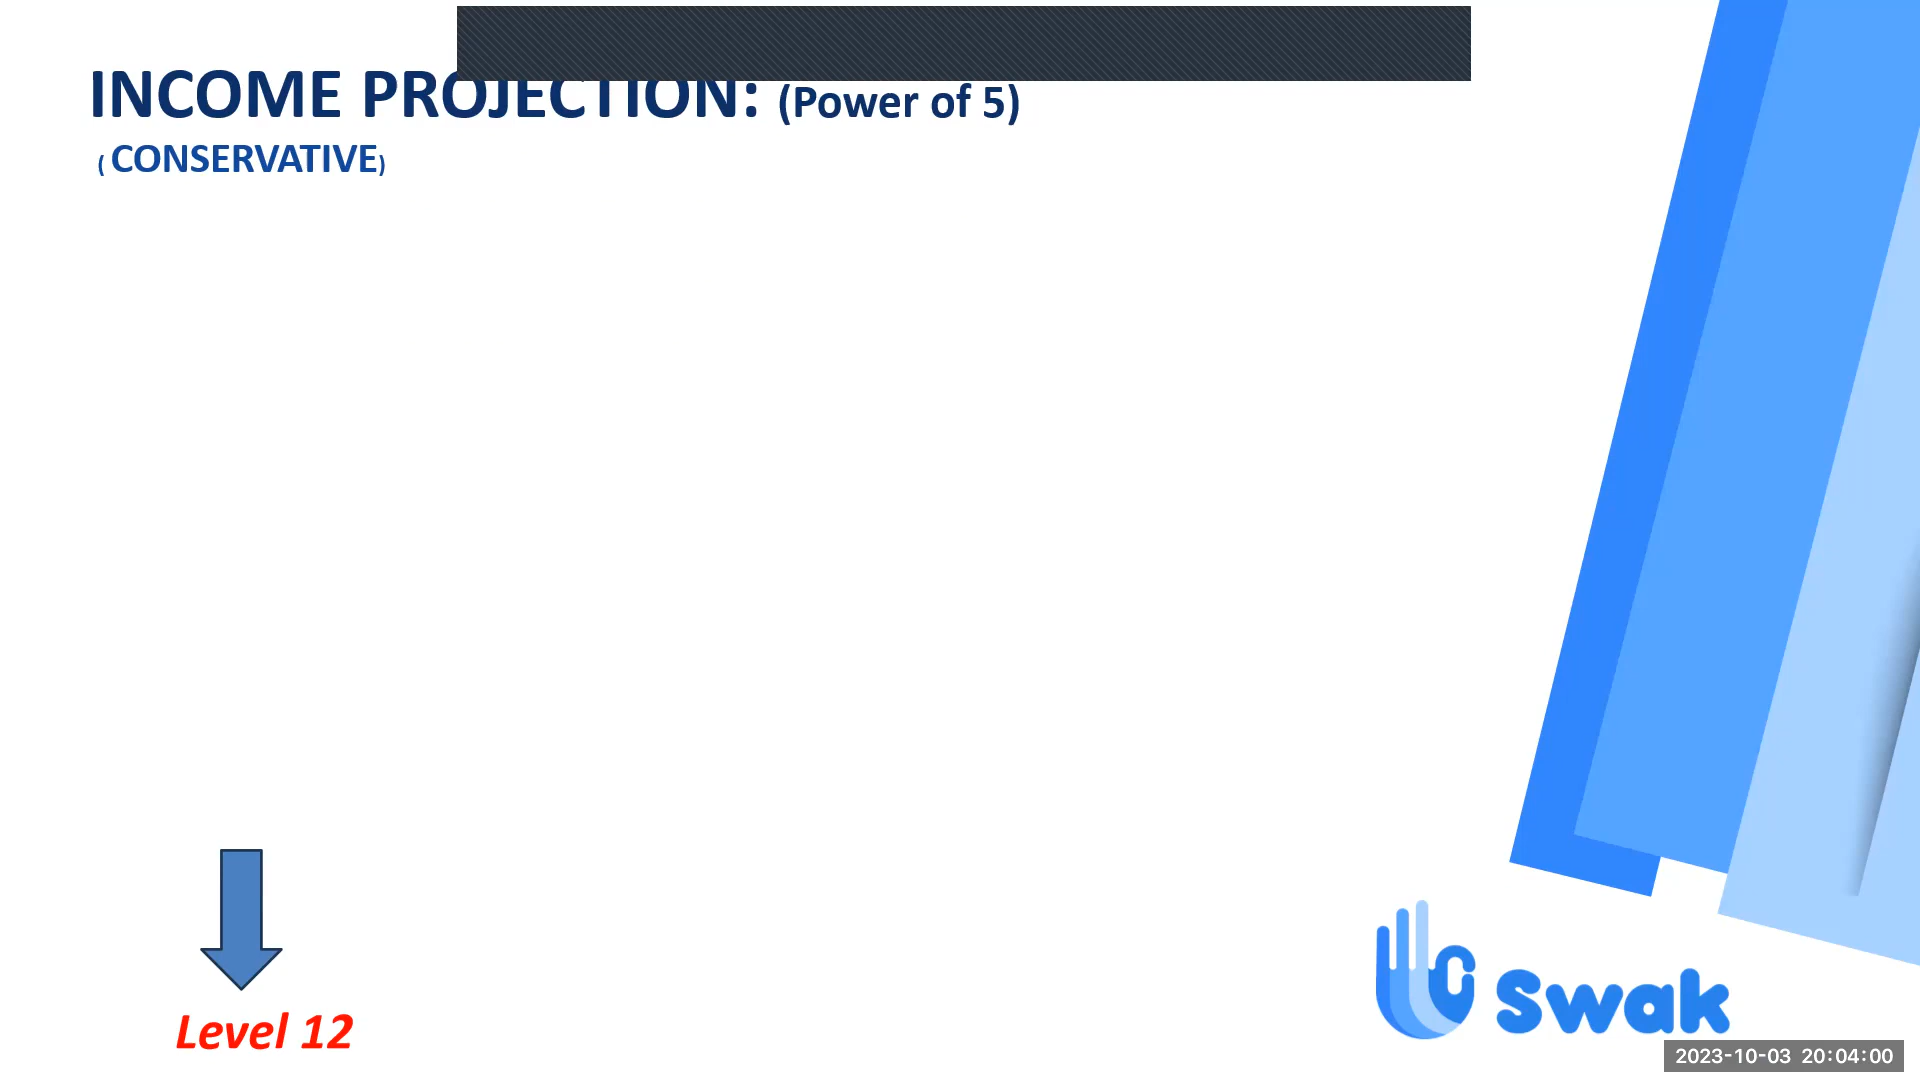 INCOME PROJECTION: (Power of 5)
( CONSERVATIVE)
Level 12
Swak
2023-10-03 20:04:00